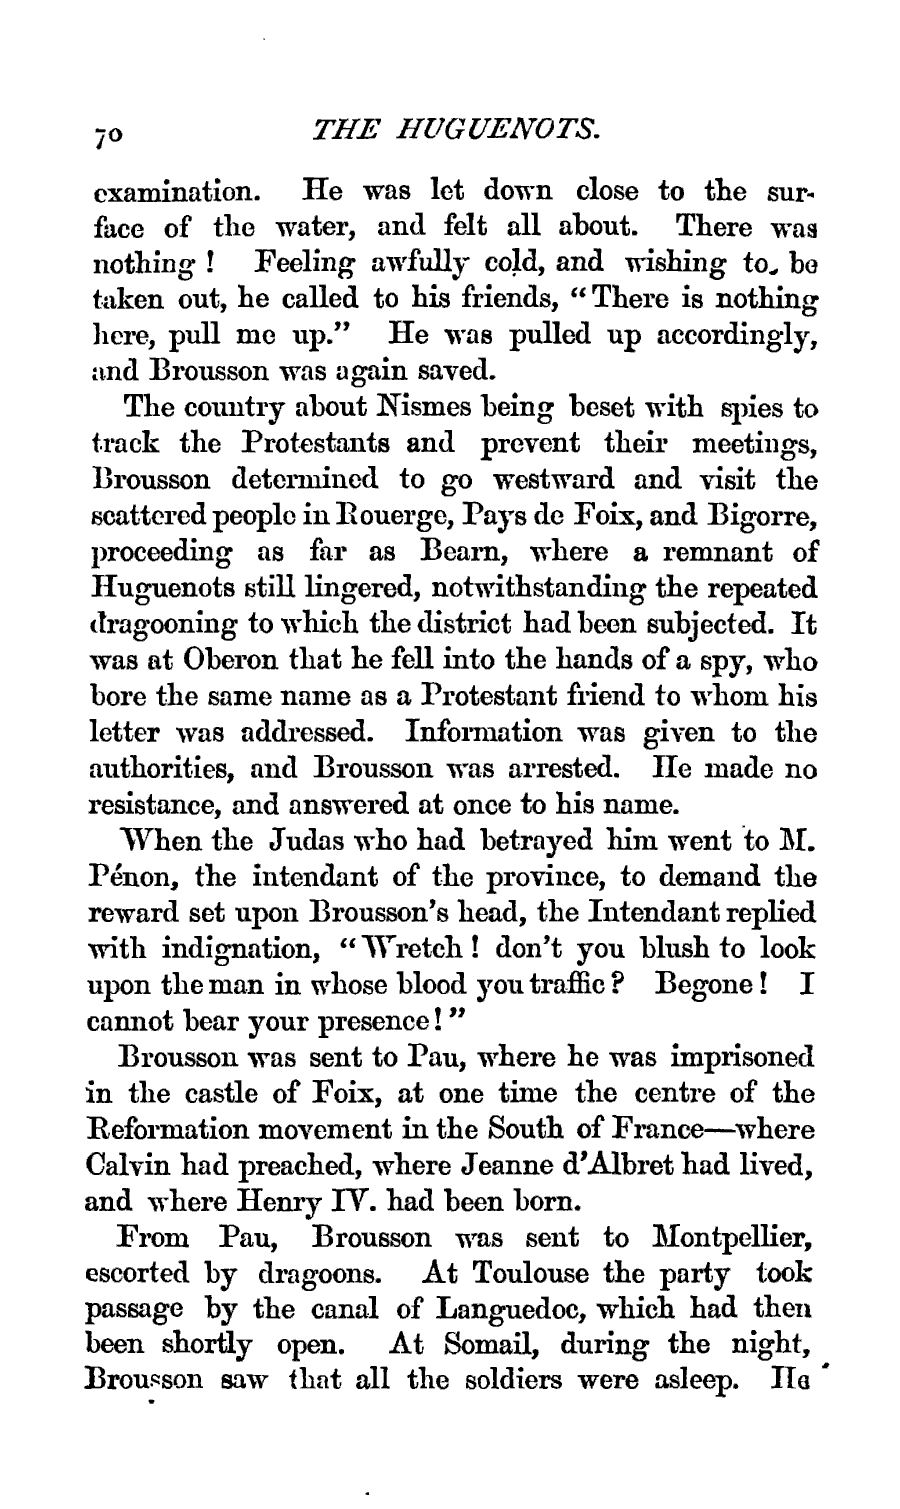 70 THE HUGUENOTS.
examination. He was let down close to the sur-
face of the water, and felt all about. There was
nothing! Feeling awfully cold, and wishing to be
taken out, he called to his friends, "There is nothing
here, pull me up." He was pulled up accordingly,
and Brousson was again saved.
The country about Nismes being beset with spies to
track the Protestants and prevent their meetings,
Brousson determined to go westward and visit the
scattered people in Rouerge, Pays de Foix, and Bigorre,
proceeding as far as Bearn, where a remnant of
Huguenots still lingered, notwithstanding the repeated
dragooning to which the district had been subjected. It
was at Oberon that he fell into the hands of a spy, who
bore the same name as a Protestant friend to whom his
letter was addressed. Information was given to the
authorities, and Brousson was arrested. He made no
resistance, and answered at once to his name.
When the Judas who had betrayed him went to M.
Pénon, the intendant of the province, to demand the
reward set upon Brousson's head, the Intendant replied
with indignation, "Wretch! don't you blush to look
upon the man in whose blood you traffic? Begone! I
cannot bear your presence!"
Brousson was sent to Pau, where he was imprisoned
in the castle of Foix, at one time the centre of the
Reformation movement in the South of France—where
Calvin had preached, where Jeanne d'Albret had lived,
and where Henry IV. had been born.
From Pau, Brousson was sent to Montpellier,
escorted by dragoons. At Toulouse the party took
passage by the canal of Languedoc, which had then
been shortly open. At Somail, during the night,
Brousson saw that all the soldiers were asleep. He